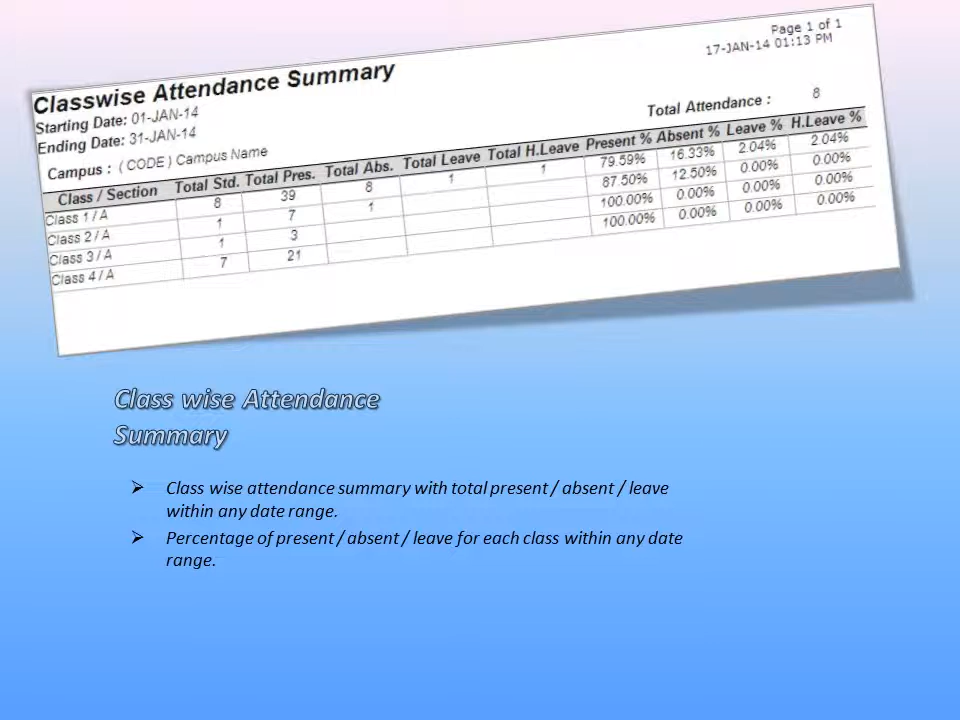 Page 1 of 1
17-JAN-14 01:13 PM
Classwise Attendance Summary
Starting Date: 01-JAN-14
Ending Date: 31-JAN-14
Total Attendance : 8
Campus : ( CODE ) Campus Name
Class / Section Total Std. Total Pres. Total Abs. Total Leave Total H.Leave Present % Absent % Leave % H.Leave %
Class 1 / A 8 39 8 1 1 79.59% 16.33% 2.04% 2.04%
Class 2 / A 1 7 1 87.50% 12.50% 0.00% 0.00%
Class 3 / A 1 3 100.00% 0.00% 0.00% 0.00%
Class 4 / A 7 21 100.00% 0.00% 0.00% 0.00%
Class wise Attendance
Summary
Class wise attendance summary with total present / absent / leave
within any date range.
Percentage of present / absent / leave for each class within any date
range.